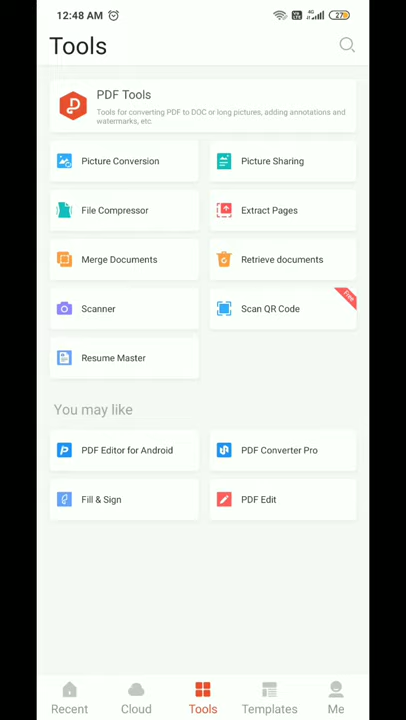 12:48 AM
4G
27
Tools
PDF Tools
Tools for converting PDF to DOC or long pictures, adding annotations and
watermarks, etc
Picture Conversion
Picture Sharing
File Compressor
Extract Pages
Merge Documents
Retrieve documents
Scanner
Scan QR Code
Free
Resume Master
You may like
PDF Editor for Android
PDF Converter Pro
Fill & Sign
PDF Edit
Recent
Cloud
Tools
Templates
Me